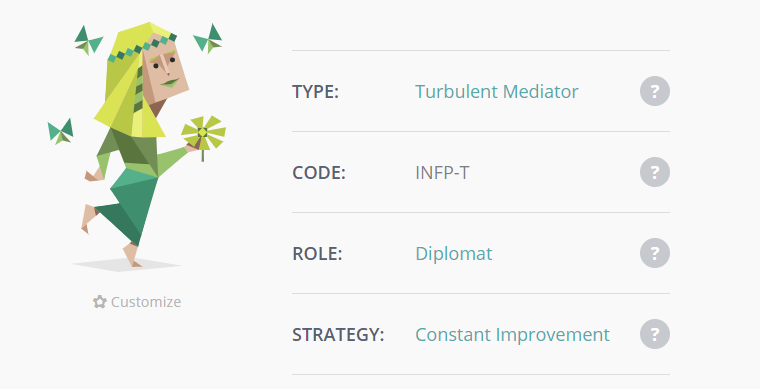 TYPE: Turbulent Mediator ?
CODE: INFP-T ?
ROLE: Diplomat ?
Customize
STRATEGY: Constant Improvement ?